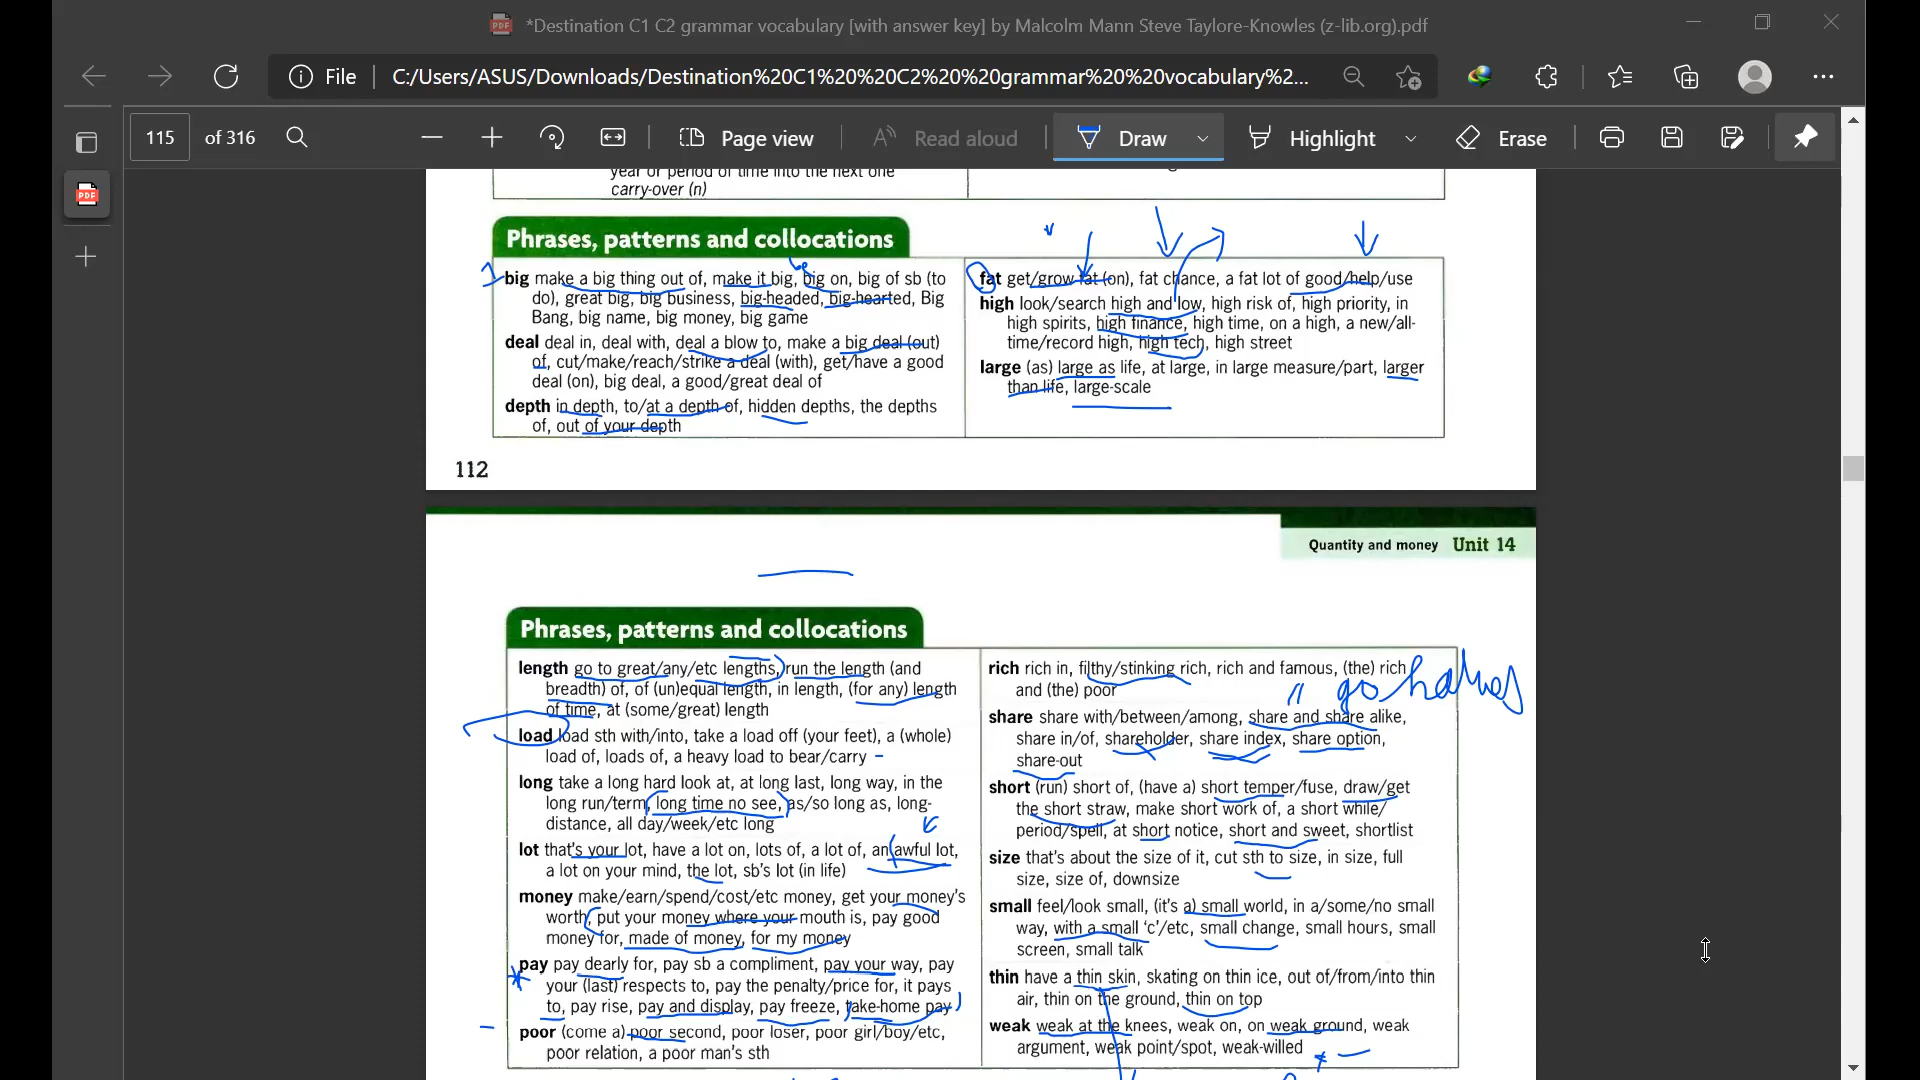 *Destination C1 C2 grammar vocabulary [with answer key] by Malcolm Mann Steve Taylore-Knowles (z-lib.org).pdf
File C:/Users/ASUS/Downloads/Destination%20C1%20%20C2%20%20grammar%20%20vocabulary%2...
115 of 316 Page view Read aloud Draw Highlight Erase
year or period of time into the next one
carry-over (n)
Phrases, patterns and collocations
big make a big thing out of, make it big, big on, big of sb (to
do), great big, big business, big-headed, big-hearted, Big
Bang, big name, big money, big game
deal deal in, deal with, deal a blow to, make a big deal (out)
of, cut/make/reach/strike a deal (with), get/have a good
deal (on), big deal, a good/great deal of
depth in depth, to/at a depth of, hidden depths, the depths
of, out of your depth
fat get/grow fat (on), fat chance, a fat lot of good/help/use
high look/search high and low, high risk of, high priority, in
high spirits, high finance, high time, on a high, a new/all-
time/record high, high tech, high street
large (as) large as life, at large, in large measure/part, larger
than life, large-scale
112
Quantity and money Unit 14
Phrases, patterns and collocations
length go to great/any/etc lengths, run the length (and
breadth) of, of (un)equal length, in length, (for any) length
of time, at (some/great) length
load load sth with/into, take a load off (your feet), a (whole)
load of, loads of, a heavy load to bear/carry
long take a long hard look at, at long last, long way, in the
long run/term, long time no see, as/so long as, long-
distance, all day/week/etc long
lot that's your lot, have a lot on, lots of, a lot of, an awful lot,
a lot on your mind, the lot, sb's lot (in life)
money make/earn/spend/cost/etc money, get your money's
worth, put your money where your mouth is, pay good
money for, made of money, for my money
pay pay dearly for, pay sb a compliment, pay your way, pay
your (last) respects to, pay the penalty/price for, it pays
to, pay rise, pay and display, pay freeze, take-home pay
poor (come a) poor second, poor loser, poor girl/boy/etc,
poor relation, a poor man's sth
rich rich in, filthy/stinking rich, rich and famous, (the) rich
and (the) poor
go halves
share share with/between/among, share and share alike,
share in/of, shareholder, share index, share option,
share-out
short (run) short of, (have a) short temper/fuse, draw/get
the short straw, make short work of, a short while/
period/spell, at short notice, short and sweet, shortlist
size that's about the size of it, cut sth to size, in size, full
size, size of, downsize
small feel/look small, (it's a) small world, in a/some/no small
way, with a small 'c'/etc, small change, small hours, small
screen, small talk
thin have a thin skin, skating on thin ice, out of/from/into thin
air, thin on the ground, thin on top
weak weak at the knees, weak on, on weak ground, weak
argument, weak point/spot, weak-willed